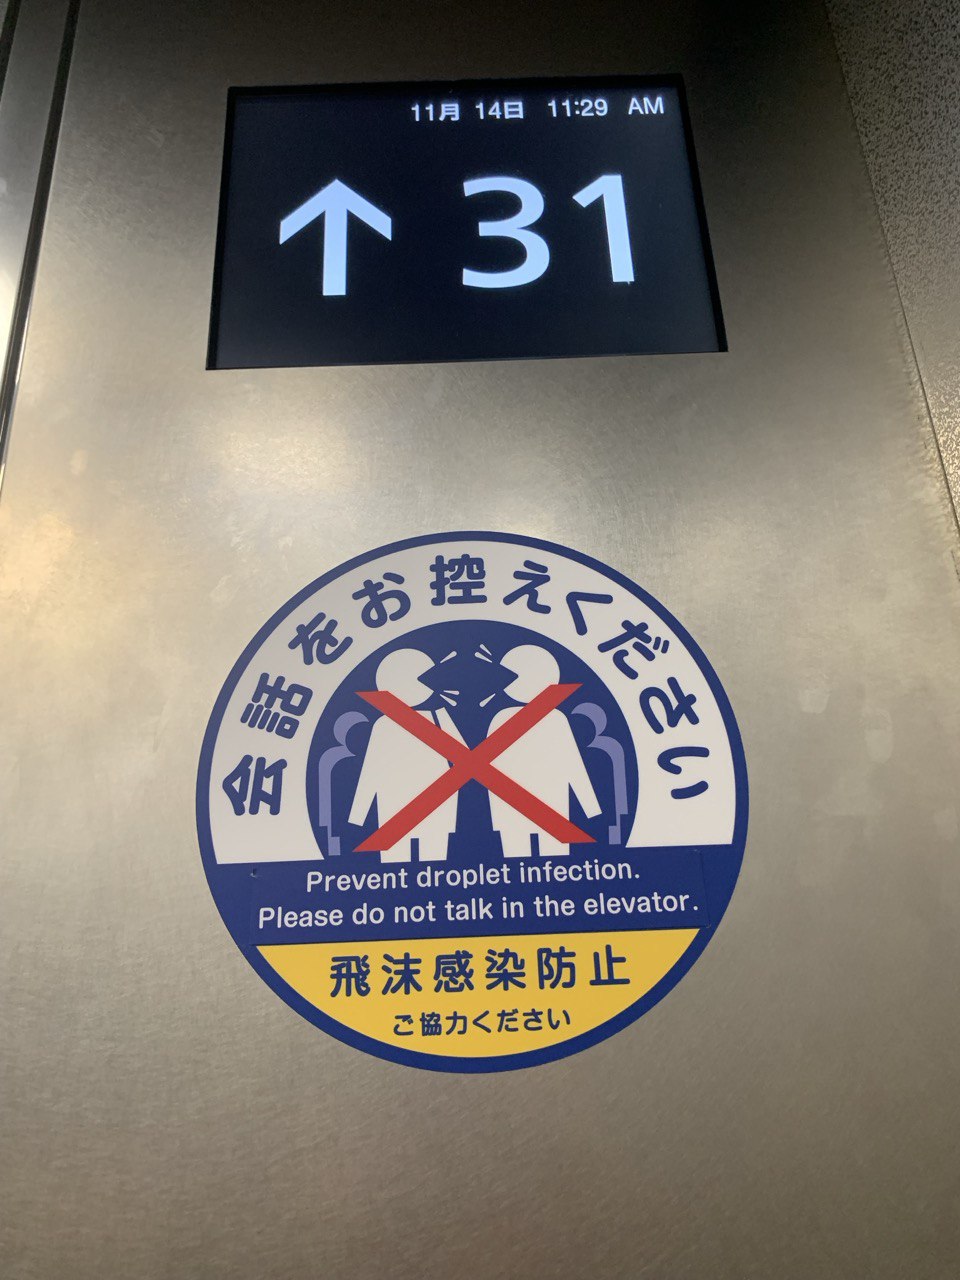 11月 14日 11:29 AM
↑ 31
会話をお控えください
Prevent droplet infection.
Please do not talk in the elevator.
飛沫感染防止
ご協力ください